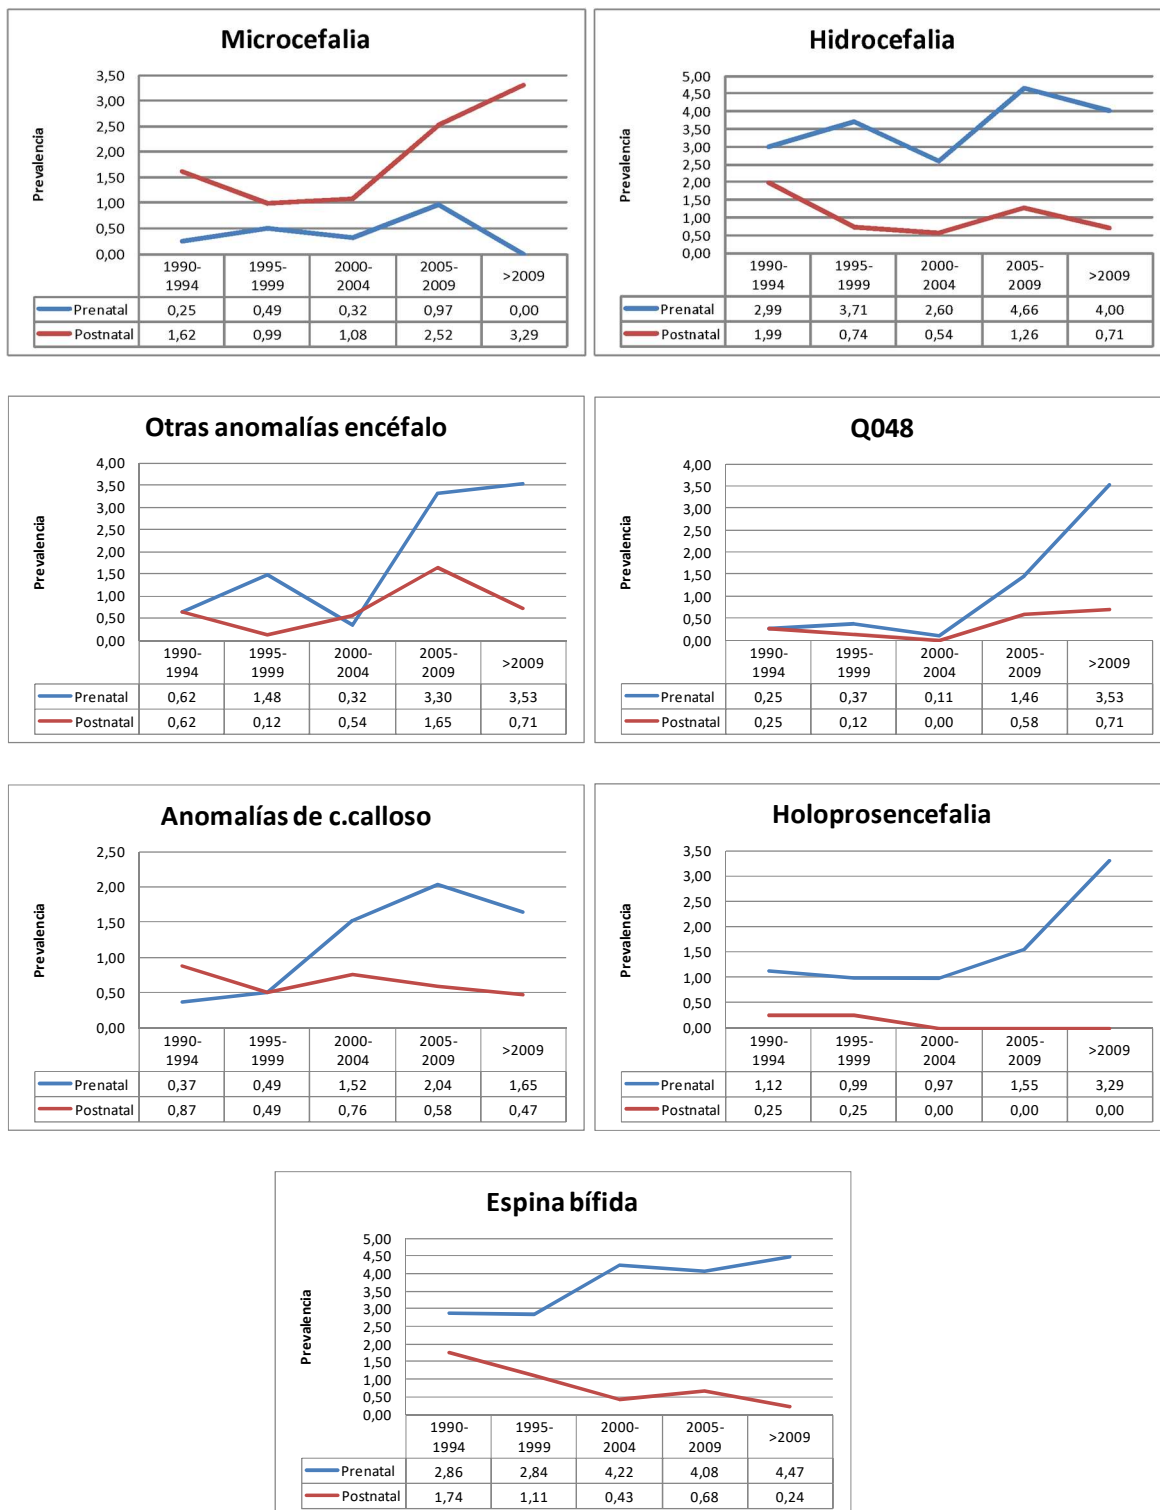 Microcefalia
Prevalencia
3,50
3,00
2,50
2,00
1,50
1,00
0,50
0,00
1990-1994 1995-1999 2000-2004 2005-2009 >2009
Prenatal 0,25 0,49 0,32 0,97 0,00
Postnatal 1,62 0,99 1,08 2,52 3,29
Hidrocefalia
Prevalencia
5,00
4,50
4,00
3,50
3,00
2,50
2,00
1,50
1,00
0,50
0,00
1990-1994 1995-1999 2000-2004 2005-2009 >2009
Prenatal 2,99 3,71 2,60 4,66 4,00
Postnatal 1,99 0,74 0,54 1,26 0,71
Otras anomalías encéfalo
Prevalencia
4,00
3,50
3,00
2,50
2,00
1,50
1,00
0,50
0,00
1990-1994 1995-1999 2000-2004 2005-2009 >2009
Prenatal 0,62 1,48 0,32 3,30 3,53
Postnatal 0,62 0,12 0,54 1,65 0,71
Q048
Prevalencia
4,00
3,50
3,00
2,50
2,00
1,50
1,00
0,50
0,00
1990-1994 1995-1999 2000-2004 2005-2009 >2009
Prenatal 0,25 0,37 0,11 1,46 3,53
Postnatal 0,25 0,12 0,00 0,58 0,71
Anomalías de c.calloso
Prevalencia
2,50
2,00
1,50
1,00
0,50
0,00
1990-1994 1995-1999 2000-2004 2005-2009 >2009
Prenatal 0,37 0,49 1,52 2,04 1,65
Postnatal 0,87 0,49 0,76 0,58 0,47
Holoprosencefalia
Prevalencia
3,50
3,00
2,50
2,00
1,50
1,00
0,50
0,00
1990-1994 1995-1999 2000-2004 2005-2009 >2009
Prenatal 1,12 0,99 0,97 1,55 3,29
Postnatal 0,25 0,25 0,00 0,00 0,00
Espina bífida
Prevalencia
5,00
4,50
4,00
3,50
3,00
2,50
2,00
1,50
1,00
0,50
0,00
1990-1994 1995-1999 2000-2004 2005-2009 >2009
Prenatal 2,86 2,84 4,22 4,08 4,47
Postnatal 1,74 1,11 0,43 0,68 0,24